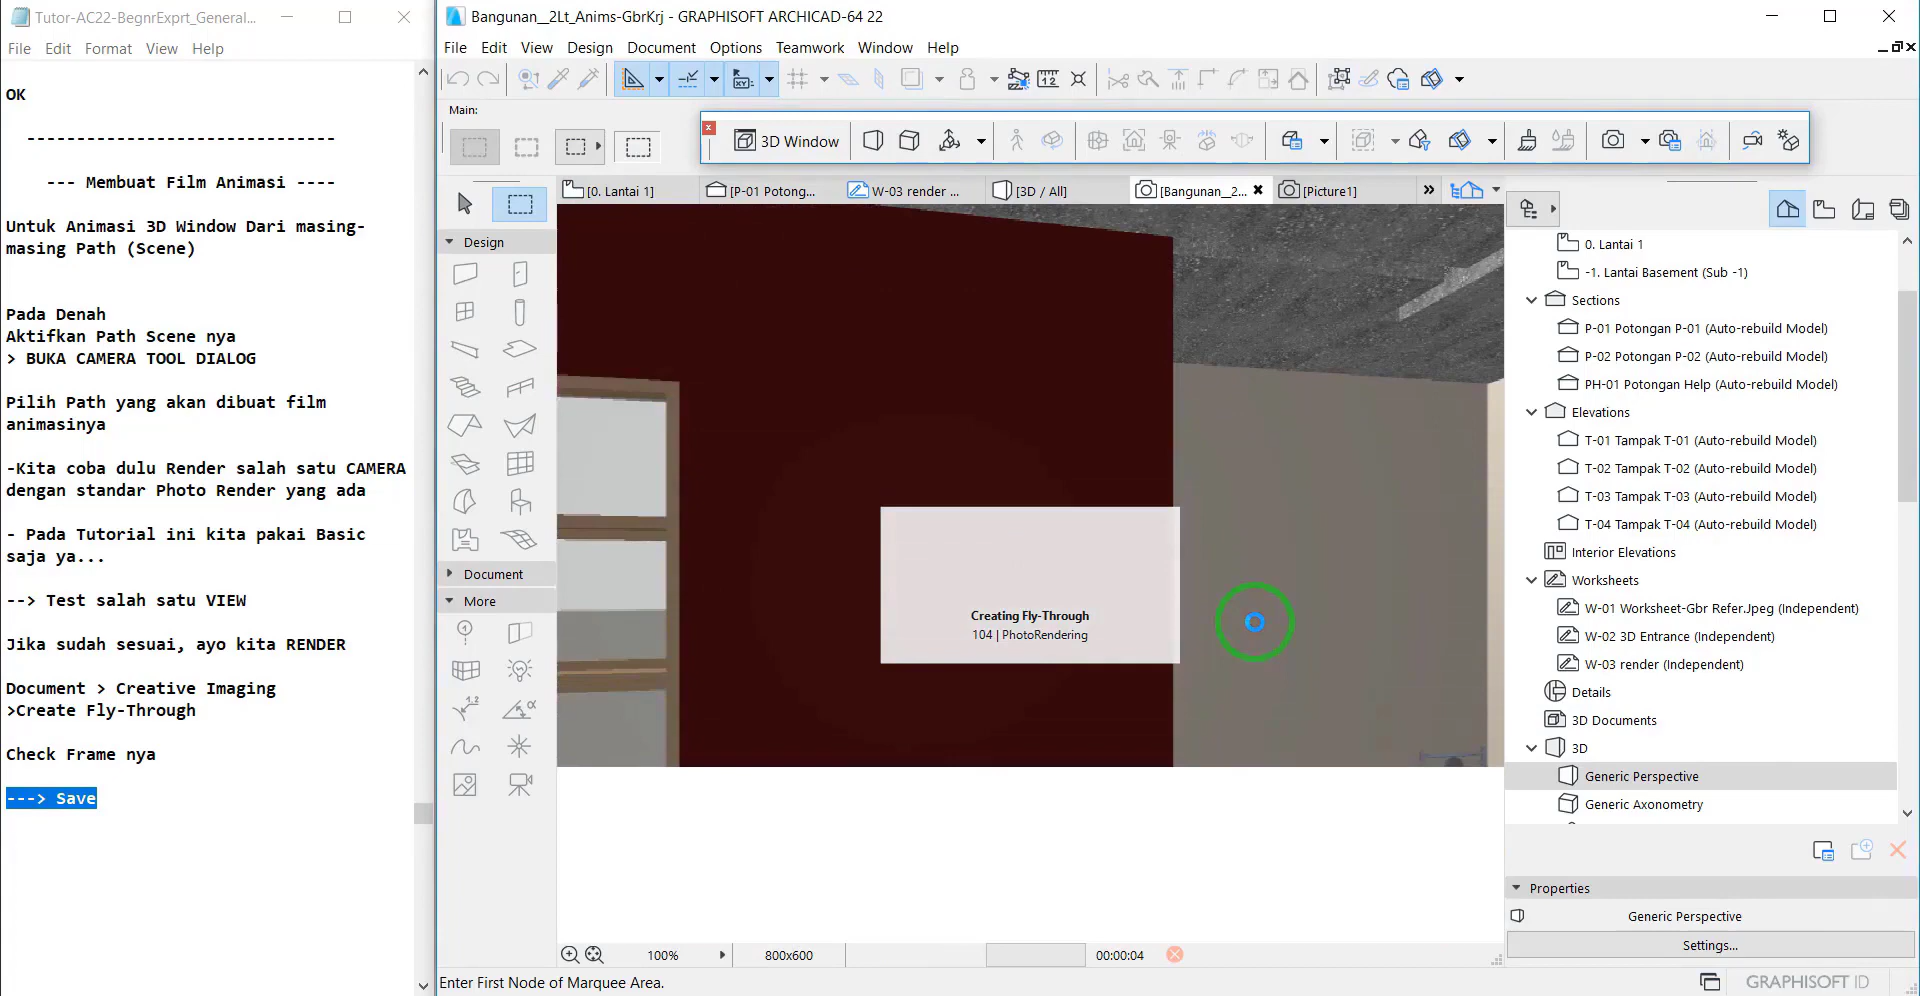 Tutor-AC22-BegnrExprt_General...
File Edit Format View Help
OK
-------------------------------
--- Membuat Film Animasi ----
Untuk Animasi 3D Window Dari masing-
masing Path (Scene)
Pada Denah
Aktifkan Path Scene nya
> BUKA CAMERA TOOL DIALOG
Pilih Path yang akan dibuat film
animasinya
-Kita coba dulu Render salah satu CAMERA
dengan standar Photo Render yang ada
- Pada Tutorial ini kita pakai Basic
saja ya...
--> Test salah satu VIEW
Jika sudah sesuai, ayo kita RENDER
Document > Creative Imaging
>Create Fly-Through
Check Frame nya
---> Save
Bangunan__2Lt_Anims-GbrKrj - GRAPHISOFT ARCHICAD-64 22
File Edit View Design Document Options Teamwork Window Help
Main:
3D Window
[0. Lantai 1]
[P-01 Potong...
W-03 render ...
[3D / All]
[Bangunan__2...
[Picture1]
Design
Document
More
Creating Fly-Through
104 | PhotoRendering
0. Lantai 1
-1. Lantai Basement (Sub -1)
Sections
P-01 Potongan P-01 (Auto-rebuild Model)
P-02 Potongan P-02 (Auto-rebuild Model)
PH-01 Potongan Help (Auto-rebuild Model)
Elevations
T-01 Tampak T-01 (Auto-rebuild Model)
T-02 Tampak T-02 (Auto-rebuild Model)
T-03 Tampak T-03 (Auto-rebuild Model)
T-04 Tampak T-04 (Auto-rebuild Model)
Interior Elevations
Worksheets
W-01 Worksheet-Gbr Refer.Jpeg (Independent)
W-02 3D Entrance (Independent)
W-03 render (Independent)
Details
3D Documents
3D
Generic Perspective
Generic Axonometry
Properties
Generic Perspective
Settings...
100%
800x600
00:00:04
Enter First Node of Marquee Area.
GRAPHISOFT ID